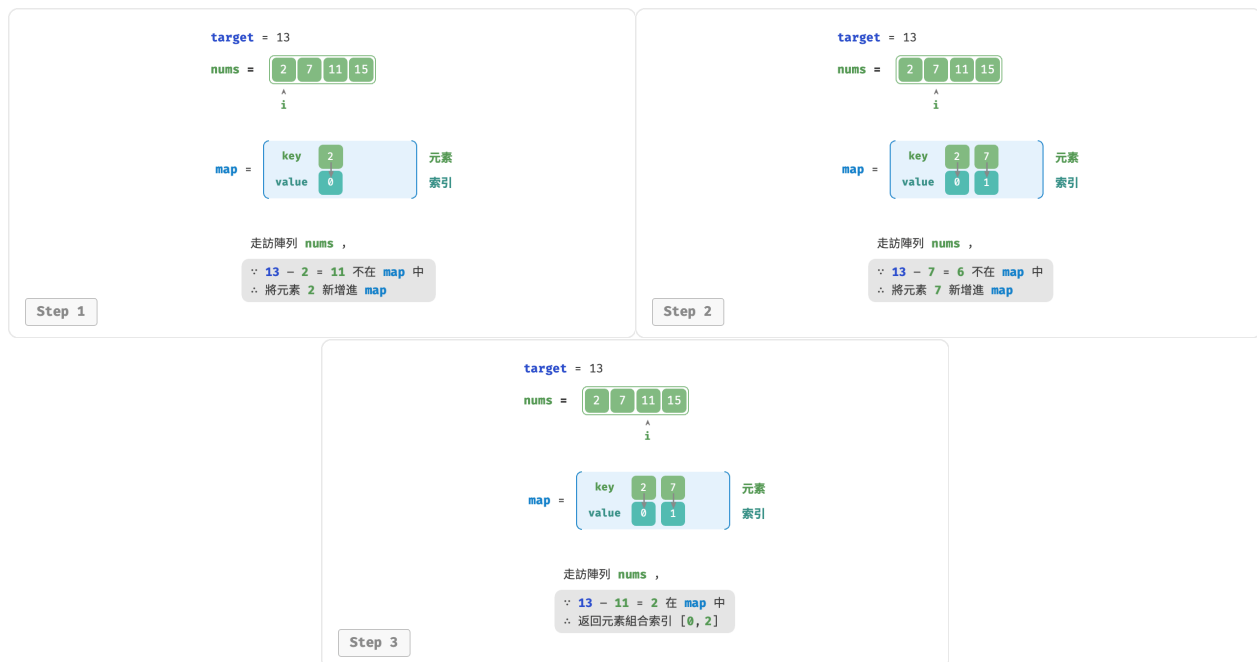 target = 13
nums = 2 7 11 15
i
map = key 2 元素
value 0 索引
走訪陣列 nums ,
∵ 13 − 2 = 11 不在 map 中
∴ 將元素 2 新增進 map
Step 1
target = 13
nums = 2 7 11 15
i
map = key 2 7 元素
value 0 1 索引
走訪陣列 nums ,
∵ 13 − 7 = 6 不在 map 中
∴ 將元素 7 新增進 map
Step 2
target = 13
nums = 2 7 11 15
i
map = key 2 7 元素
value 0 1 索引
走訪陣列 nums ,
∵ 13 − 11 = 2 在 map 中
∴ 返回元素組合索引 [0, 2]
Step 3